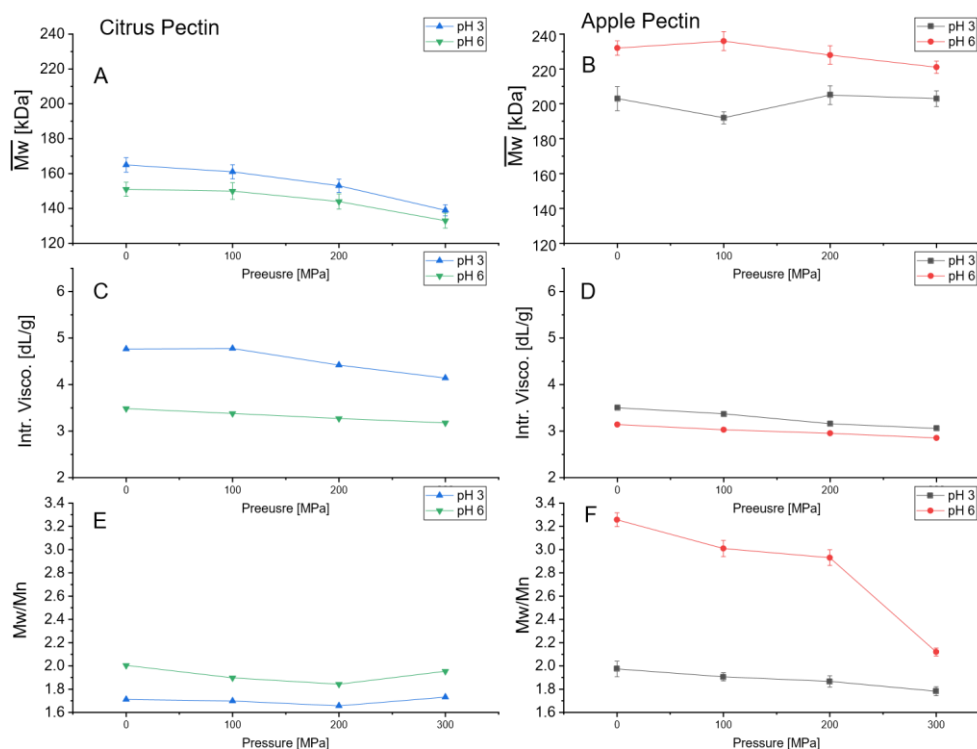 Citrus Pectin
pH 3
pH 6
Apple Pectin
pH 3
pH 6
A
240
220
200
180
160
140
120
Mw [kDa]
0 100 200 300
Preeusre [MPa]
B
240
220
200
180
160
140
120
Mw [kDa]
0 100 200 300
Preeusre [MPa]
pH 3
pH 6
C
6
5
4
3
2
Intr. Visco. [dL/g]
0 100 200
Preeusre [MPa]
pH 3
pH 6
D
6
5
4
3
2
Intr. Visco. [dL/g]
0 100 200
Preeusre [MPa]
pH 3
pH 6
E
3.4
3.2
3.0
2.8
2.6
2.4
2.2
2.0
1.8
1.6
Mw/Mn
0 100 200 300
Pressure [MPa]
pH 3
pH 6
F
3.4
3.2
3.0
2.8
2.6
2.4
2.2
2.0
1.8
1.6
Mw/Mn
0 100 200 300
Pressure [MPa]